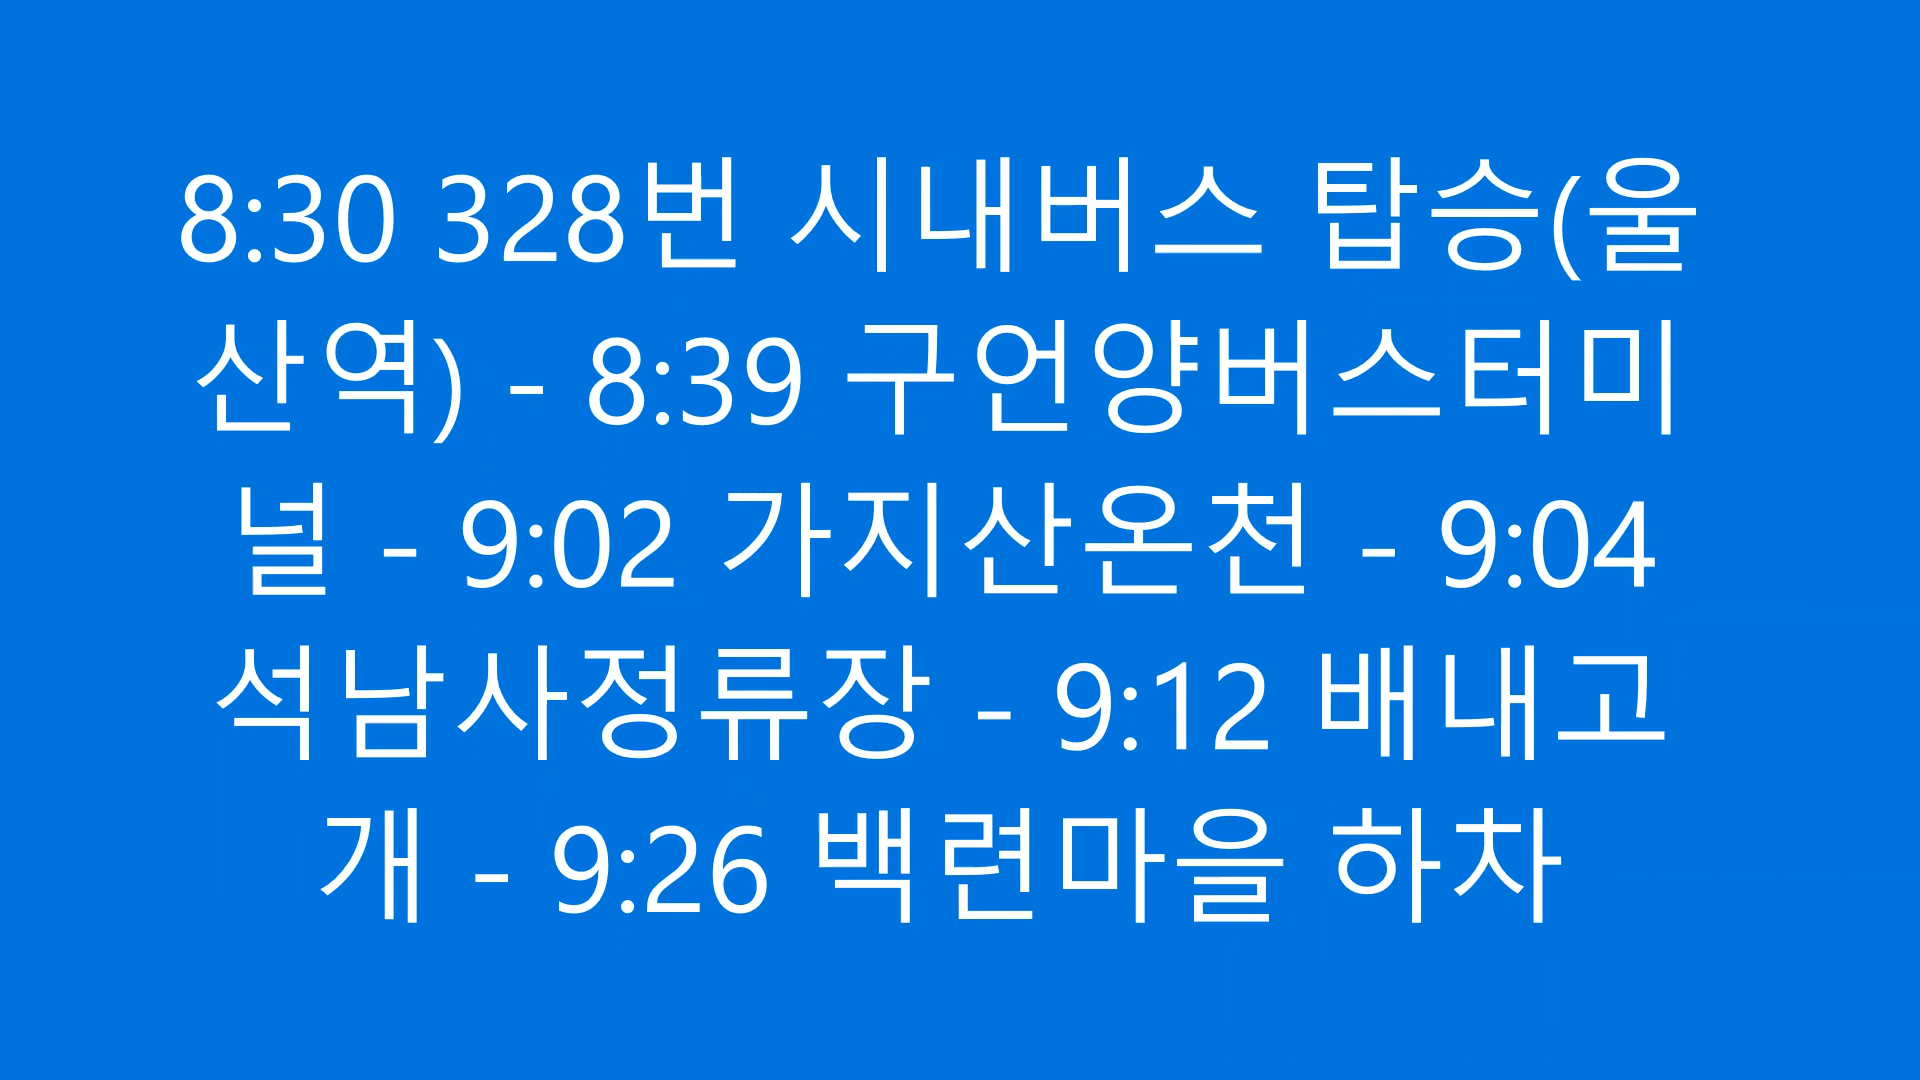 8:30 328번 시내버스 탑승(울
산역) - 8:39 구언양버스터미
널 - 9:02 가지산온천 - 9:04
석남사정류장 - 9:12 배내고
개 - 9:26 백련마을 하차